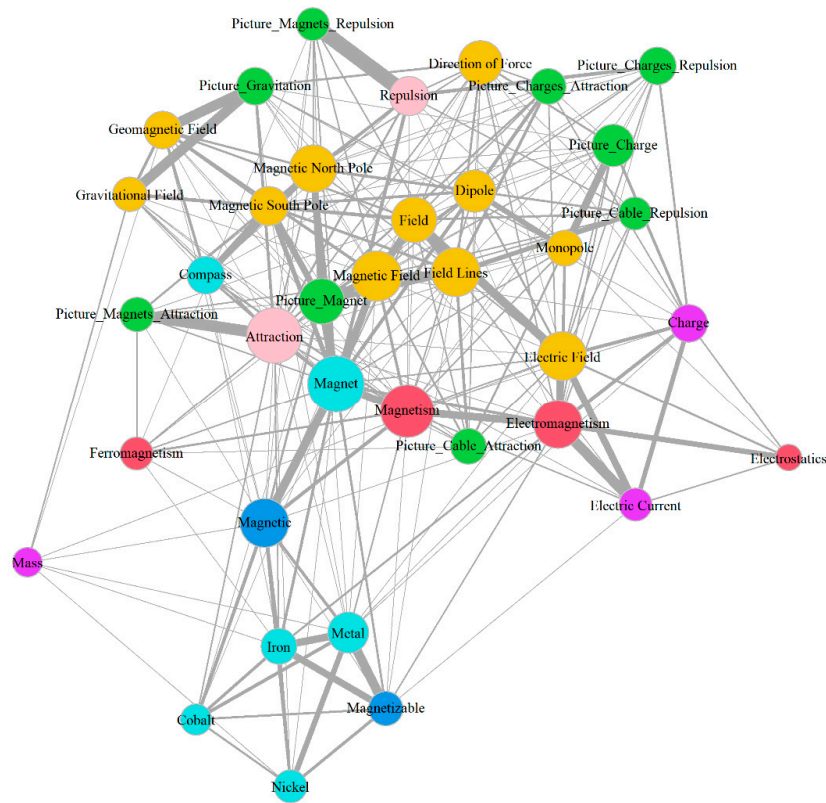 Picture_Magnets_Repulsion
Direction of Force
Picture_Charges_Repulsion
Picture_Gravitation
Picture_Charges_Attraction
Repulsion
Geomagnetic Field
Picture_Charge
Magnetic North Pole
Gravitational Field
Dipole
Magnetic South Pole
Picture_Cable_Repulsion
Field
Monopole
Compass
Magnetic Field
Field Lines
Picture_Magnet
Picture_Magnets_Attraction
Charge
Attraction
Electric Field
Magnet
Magnetism
Electromagnetism
Picture_Cable_Attraction
Ferromagnetism
Electrostatics
Electric Current
Magnetic
Mass
Metal
Iron
Magnetizable
Cobalt
Nickel